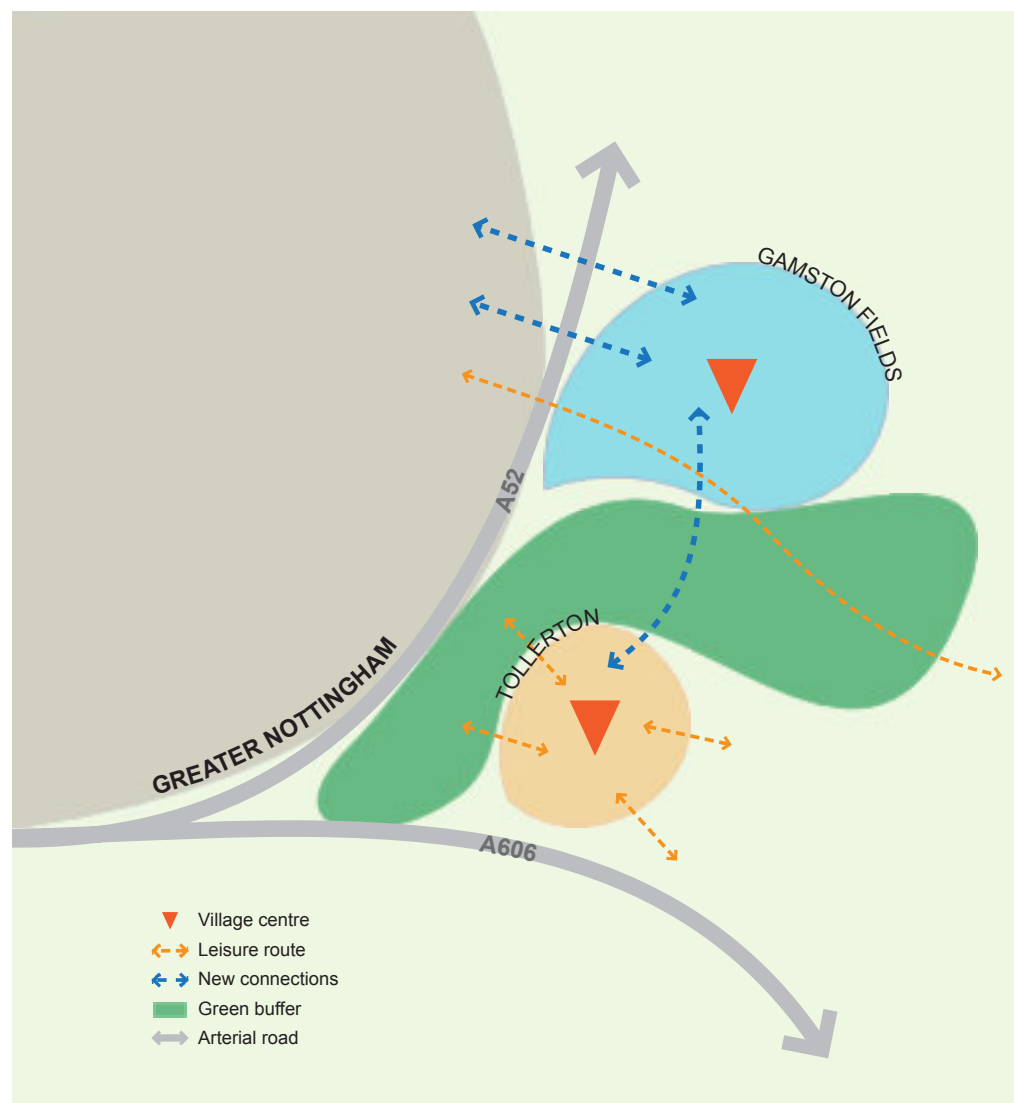 GAMSTON FIELDS
A52
TOLLERTON
GREATER NOTTINGHAM
A606
Village centre
Leisure route
New connections
Green buffer
Arterial road